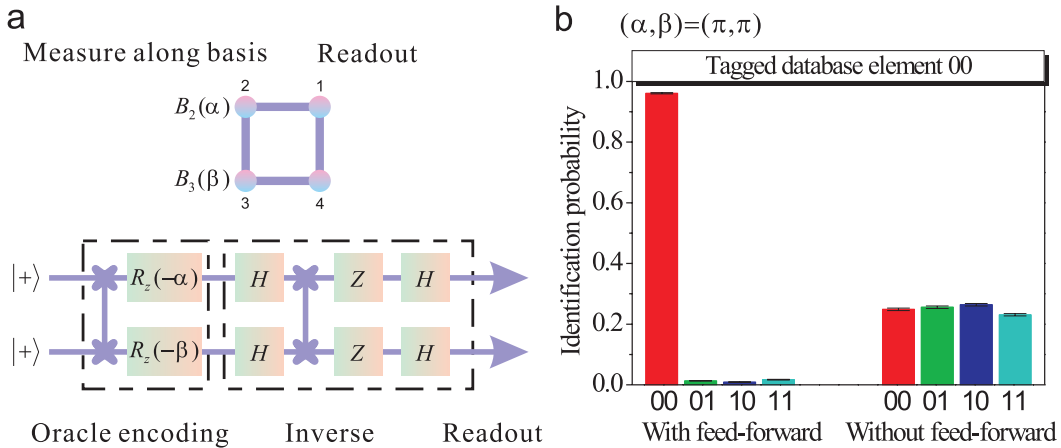 a
Measure along basis Readout
2 1
B₂(α)
B₃(β)
3 4
|+⟩ R_z(−α) H Z H
|+⟩ R_z(−β) H Z H
Oracle encoding Inverse Readout
b
(α,β)=(π,π)
Tagged database element 00
Identification probability
1.0
0.8
0.6
0.4
0.2
0.0
00 01 10 11 00 01 10 11
With feed-forward Without feed-forward